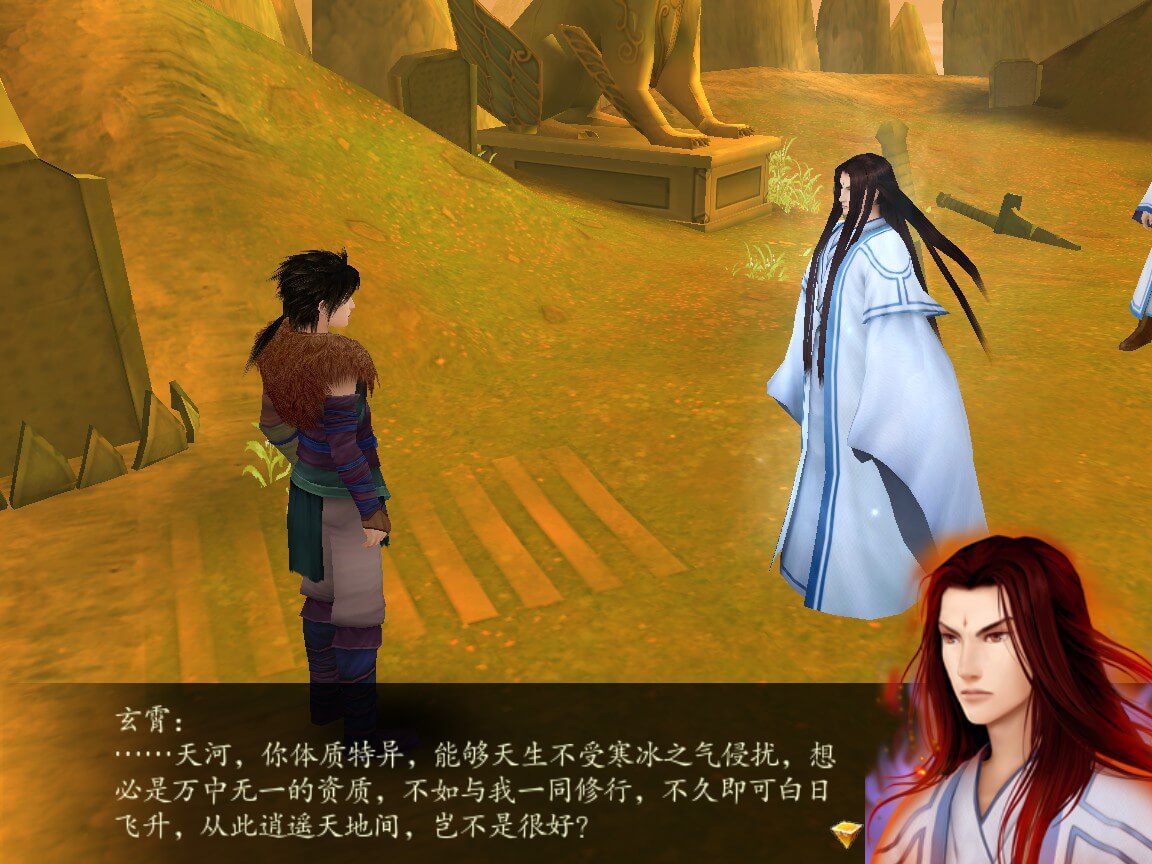 玄霄：
……天河，你体质特异，能够天生不受寒冰之气侵扰，想
必是万中无一的资质，不如与我一同修行，不久即可白日
飞升，从此逍遥天地间，岂不是很好？